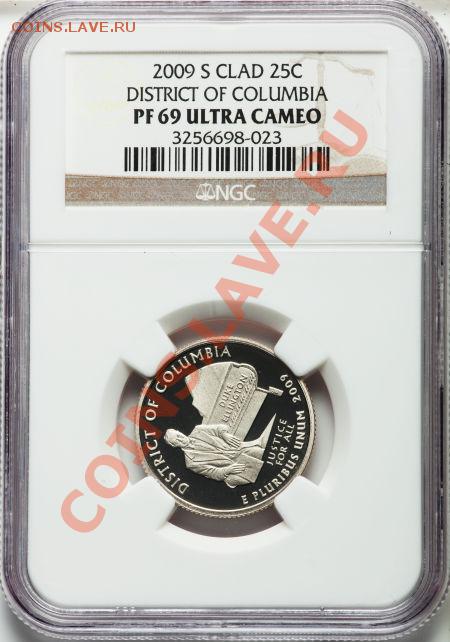 COINS.LAVE.RU
2009 S CLAD 25C
DISTRICT OF COLUMBIA
PF 69 ULTRA CAMEO
3256698-023
NGC
DISTRICT OF COLUMBIA
DUKE
ELLINGTON
JUSTICE
FOR ALL
E PLURIBUS UNUM 2009
COINS.LAVE.RU
COINS.LAVE.RU